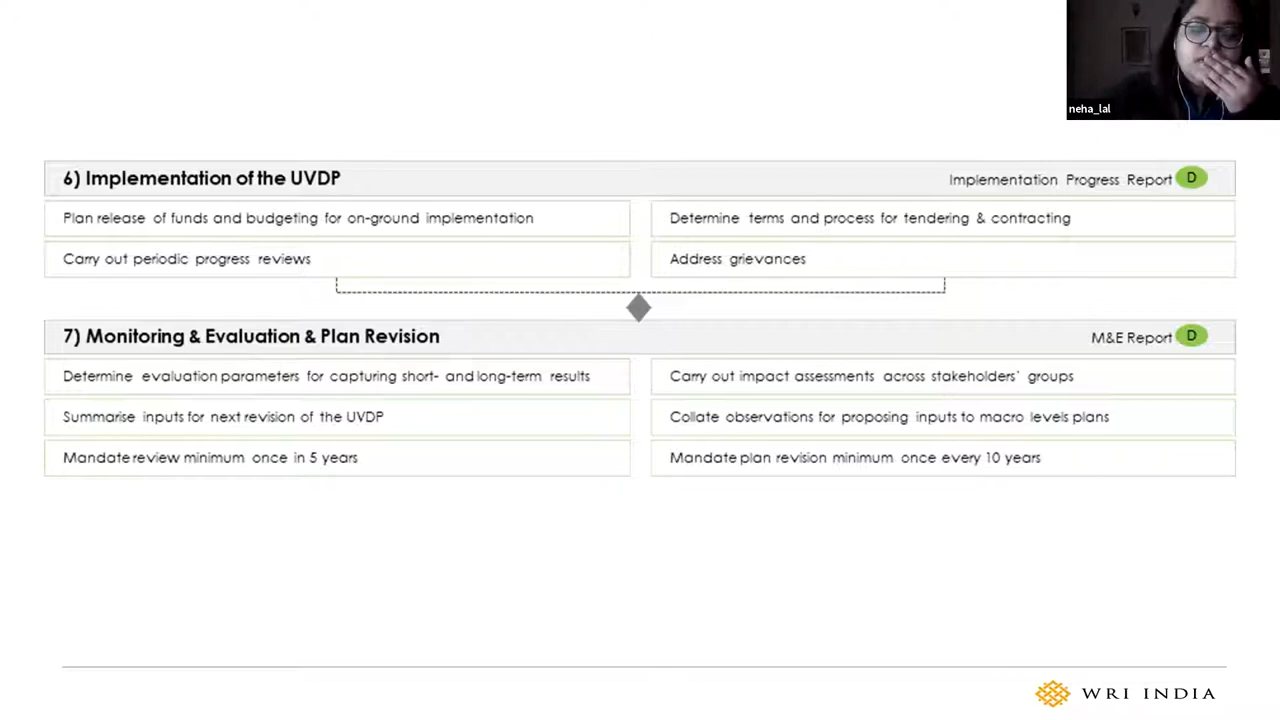 neha_lal
6) Implementation of the UVDP
Implementation Progress Report D
Plan release of funds and budgeting for on-ground implementation
Determine terms and process for tendering & contracting
Carry out periodic progress reviews
Address grievances
7) Monitoring & Evaluation & Plan Revision
M&E Report D
Determine evaluation parameters for capturing short- and long-term results
Carry out impact assessments across stakeholders' groups
Summarise inputs for next revision of the UVDP
Collate observations for proposing inputs to macro levels plans
Mandate review minimum once in 5 years
Mandate plan revision minimum once every 10 years
WRI INDIA